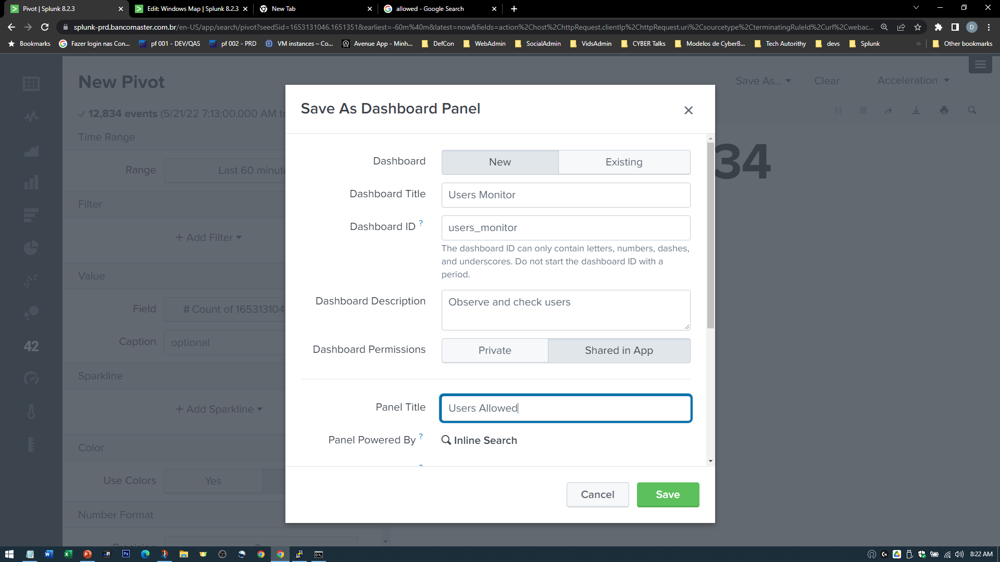 Pivot | Splunk 8.2.3
Edit: Windows Map | Splunk 8.2.3
New Tab
allowed - Google Search
splunk-prd.bancomaster.com.br/en-US/app/search/pivot?seedSid=1653131046.1651351&earliest=-60m%40m&latest=now&fields=action%2Chost%2ChttpRequest.clientIp%2ChttpRequest.uri%2Csourcetype%2CterminatingRuleId%2Curl%2Cwebac...
D
Bookmarks
Fazer login nas Con...
pf 001 - DEV/QAS
pf 002 - PRD
VM instances – Co...
Avenue App - Minh...
DefCon
WebAdmin
SocialAdmin
VidsAdmin
CYBER Talks
Modelos de CyberB...
Tech Autority
devs
Splunk
Other bookmarks
New Pivot
Save As...
Clear
Acceleration
12,834 events (5/21/22 7:13:00.000 AM to
Time Range
Range
Last 60 minute
Filter
+ Add Filter
Value
Field
# Count of 165313104
Caption
optional
42
Sparkline
+ Add Sparkline
Color
Use Colors
Yes
Number Format
Precision
34
Save As Dashboard Panel
Dashboard
New
Existing
Dashboard Title
Users Monitor
Dashboard ID ?
users_monitor
The dashboard ID can only contain letters, numbers, dashes,
and underscores. Do not start the dashboard ID with a
period.
Dashboard Description
Observe and check users
Dashboard Permissions
Private
Shared in App
Panel Title
Users Allowed
Panel Powered By ?
Inline Search
Cancel
Save
8:22 AM